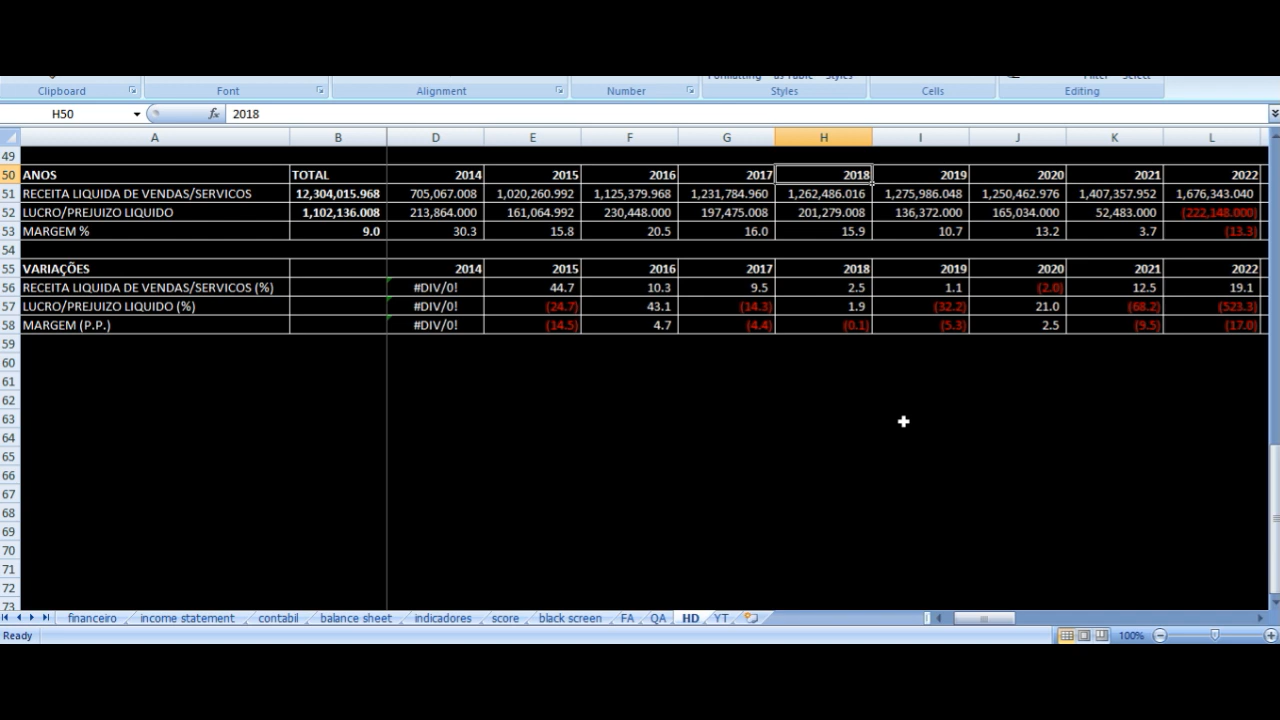 Clipboard Font Alignment Number Styles Cells Editing
H50 fx 2018
A B D E F G H I J K L
49
50 ANOS TOTAL 2014 2015 2016 2017 2018 2019 2020 2021 2022
51 RECEITA LIQUIDA DE VENDAS/SERVICOS 12,304,015.968 705,067.008 1,020,260.992 1,125,379.968 1,231,784.960 1,262,486.016 1,275,986.048 1,250,462.976 1,407,357.952 1,676,343.040
52 LUCRO/PREJUIZO LIQUIDO 1,102,136.008 213,864.000 161,064.992 230,448.000 197,475.008 201,279.008 136,372.000 165,034.000 52,483.000 (222,148.000)
53 MARGEM % 9.0 30.3 15.8 20.5 16.0 15.9 10.7 13.2 3.7 (13.3)
54
55 VARIAÇÕES 2014 2015 2016 2017 2018 2019 2020 2021 2022
56 RECEITA LIQUIDA DE VENDAS/SERVICOS (%) #DIV/0! 44.7 10.3 9.5 2.5 1.1 (2.0) 12.5 19.1
57 LUCRO/PREJUIZO LIQUIDO (%) #DIV/0! (24.7) 43.1 (14.3) 1.9 (32.2) 21.0 (68.2) (523.3)
58 MARGEM (P.P.) #DIV/0! (14.5) 4.7 (4.4) (0.1) (5.3) 2.5 (9.5) (17.0)
59
60
61
62
63
64
65
66
67
68
69
70
71
72
73
financeiro income statement contabil balance sheet indicadores score black screen FA QA HD YT
Ready 100%